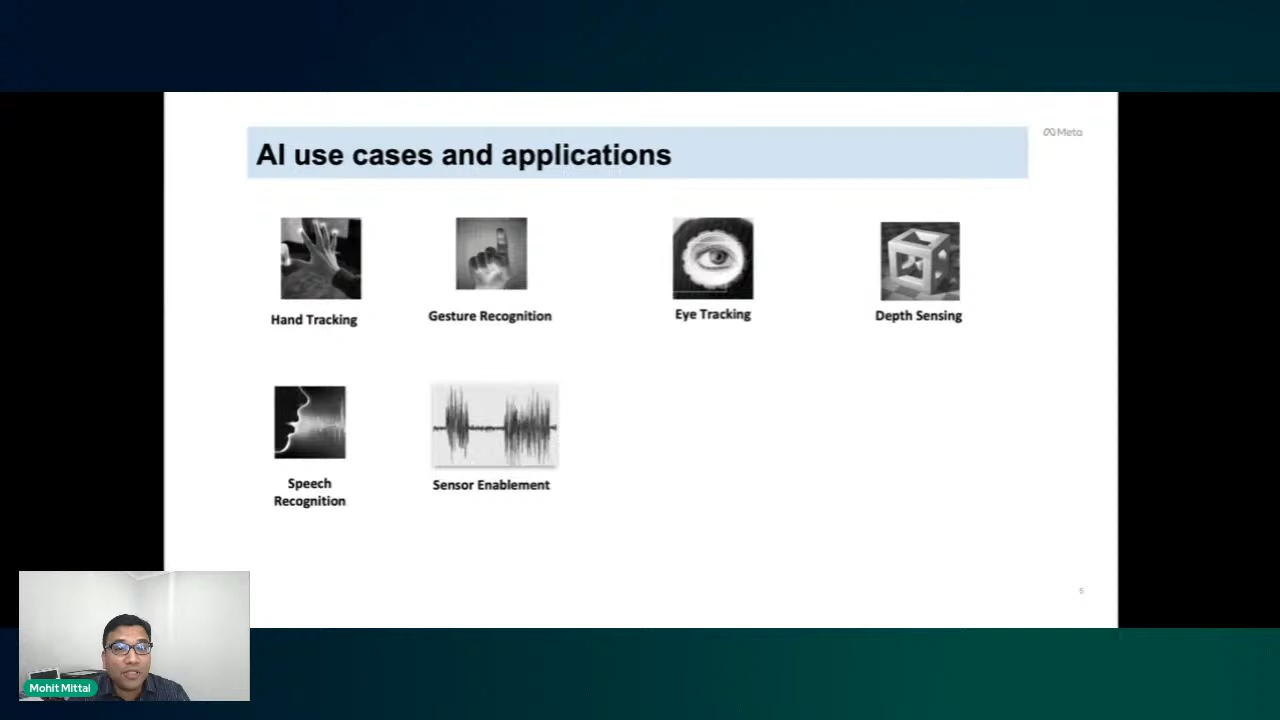 AI use cases and applications
Meta
Hand Tracking
Gesture Recognition
Eye Tracking
Depth Sensing
Speech
Recognition
Sensor Enablement
5
Mohit Mittal